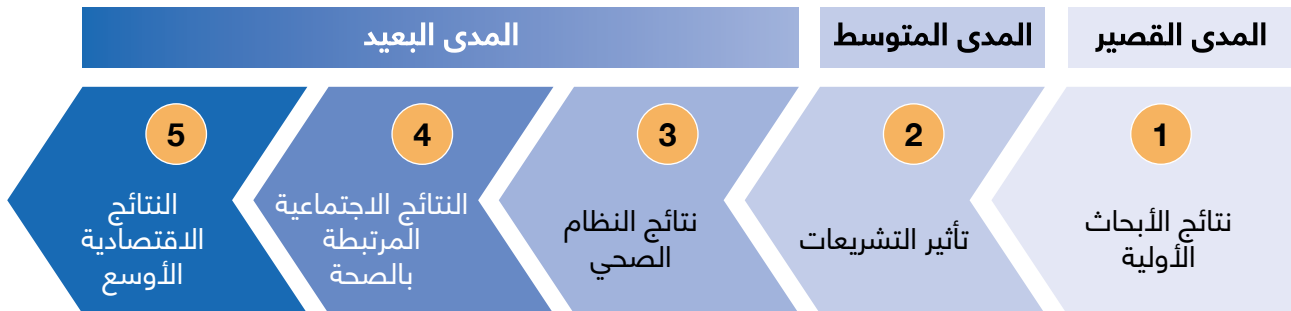 المدى القصير
المدى المتوسط
المدى البعيد
1
نتائج الأبحاث
الأولية
2
تأثير التشريعات
3
نتائج النظام
الصحي
4
النتائج الاجتماعية
المرتبطة
بالصحة
5
النتائج
الاقتصادية
الأوسع